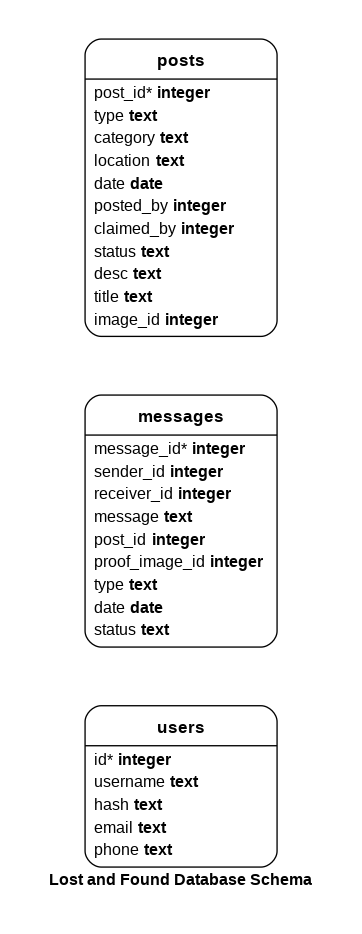 posts
post_id* integer
type text
category text
location text
date date
posted_by integer
claimed_by integer
status text
desc text
title text
image_id integer
messages
message_id* integer
sender_id integer
receiver_id integer
message text
post_id integer
proof_image_id integer
type text
date date
status text
users
id* integer
username text
hash text
email text
phone text
Lost and Found Database Schema